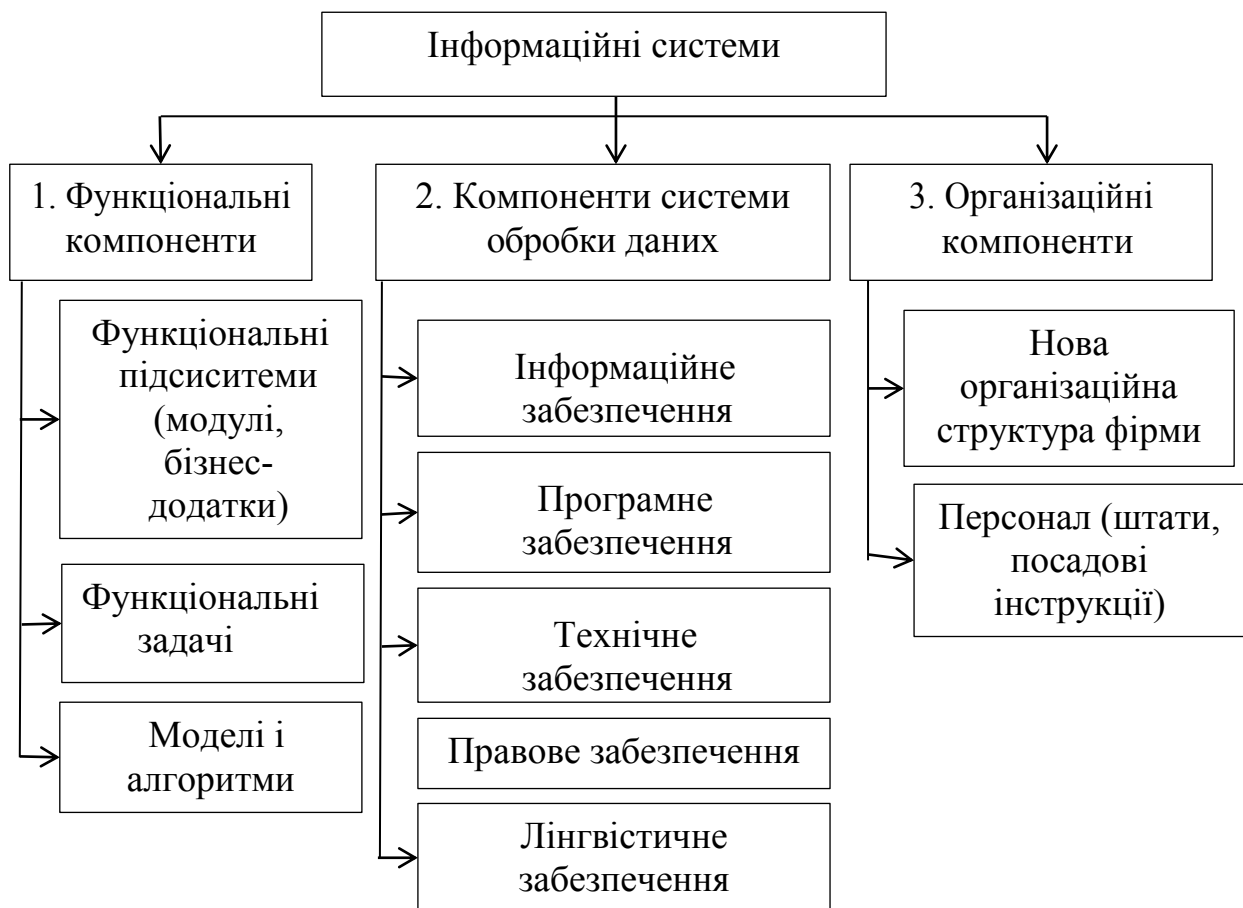 Інформаційні системи
1. Функціональні
компоненти
Функціональні
підсиситеми
(модулі,
бізнес-
додатки)
Функціональні
задачі
Моделі і
алгоритми
2. Компоненти системи
обробки даних
Інформаційне
забезпечення
Програмне
забезпечення
Технічне
забезпечення
Правове забезпечення
Лінгвістичне
забезпечення
3. Організаційні
компоненти
Нова
організаційна
структура фірми
Персонал (штати,
посадові
інструкції)